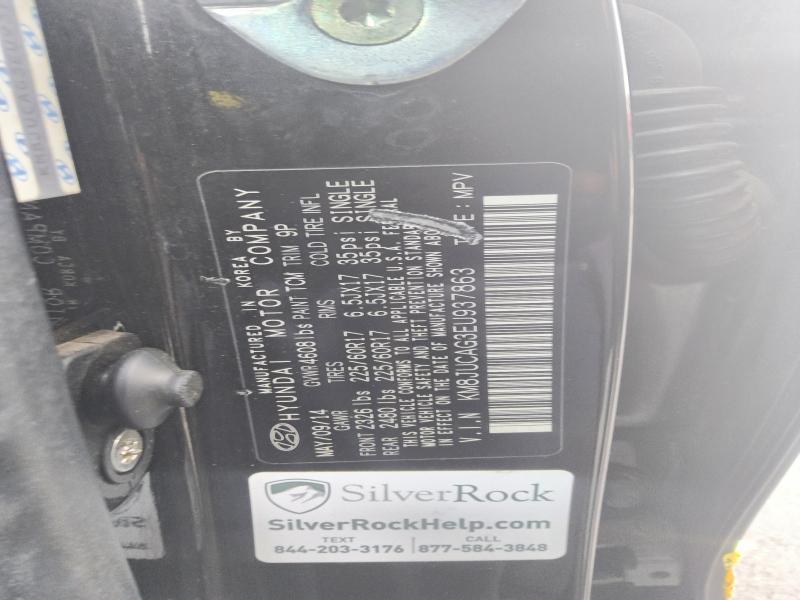 MANUFACTURED IN KOREA BY
HYUNDAI MOTOR COMPANY
MAY/09/14 GVWR 4608 lbs PAINT TCM TRIM 9P
GAWR TIRES RIMS COLD TIRE INFL
FRONT 2326 lbs 225/60R17 6.5JX17 35psi SINGLE
REAR 2480 lbs 225/60R17 6.5JX17 35psi SINGLE
THIS VEHICLE CONFORMS TO ALL APPLICABLE U.S.A.
MOTOR VEHICLE SAFETY AND THEFT PREVENTION STANDAR
IN EFFECT ON THE DATE OF MANUFACTURE SHOWN ABO
V.I.N KM8JUCAG3EU937863 : MPV
SilverRock
SilverRockHelp.com
TEXT CALL
844-203-3176 877-584-3848